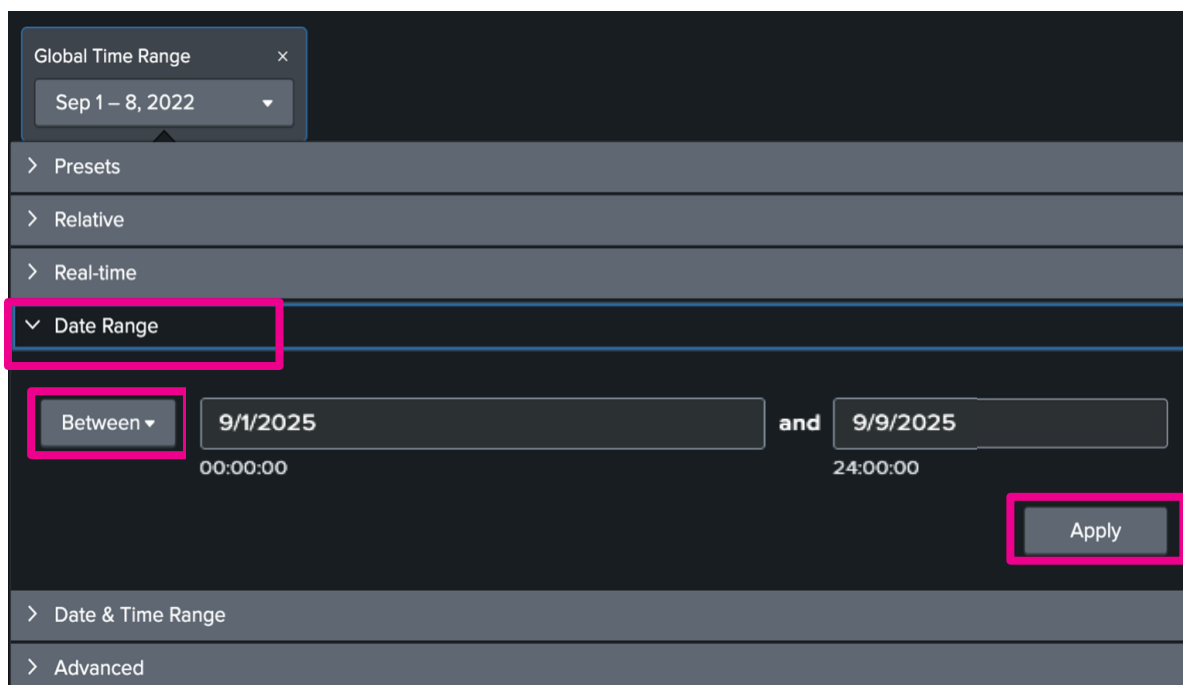 Global Time Range ×
Sep 1 – 8, 2022
Presets
Relative
Real-time
Date Range
Between 9/1/2025 and 9/9/2025
00:00:00 24:00:00
Apply
Date & Time Range
Advanced